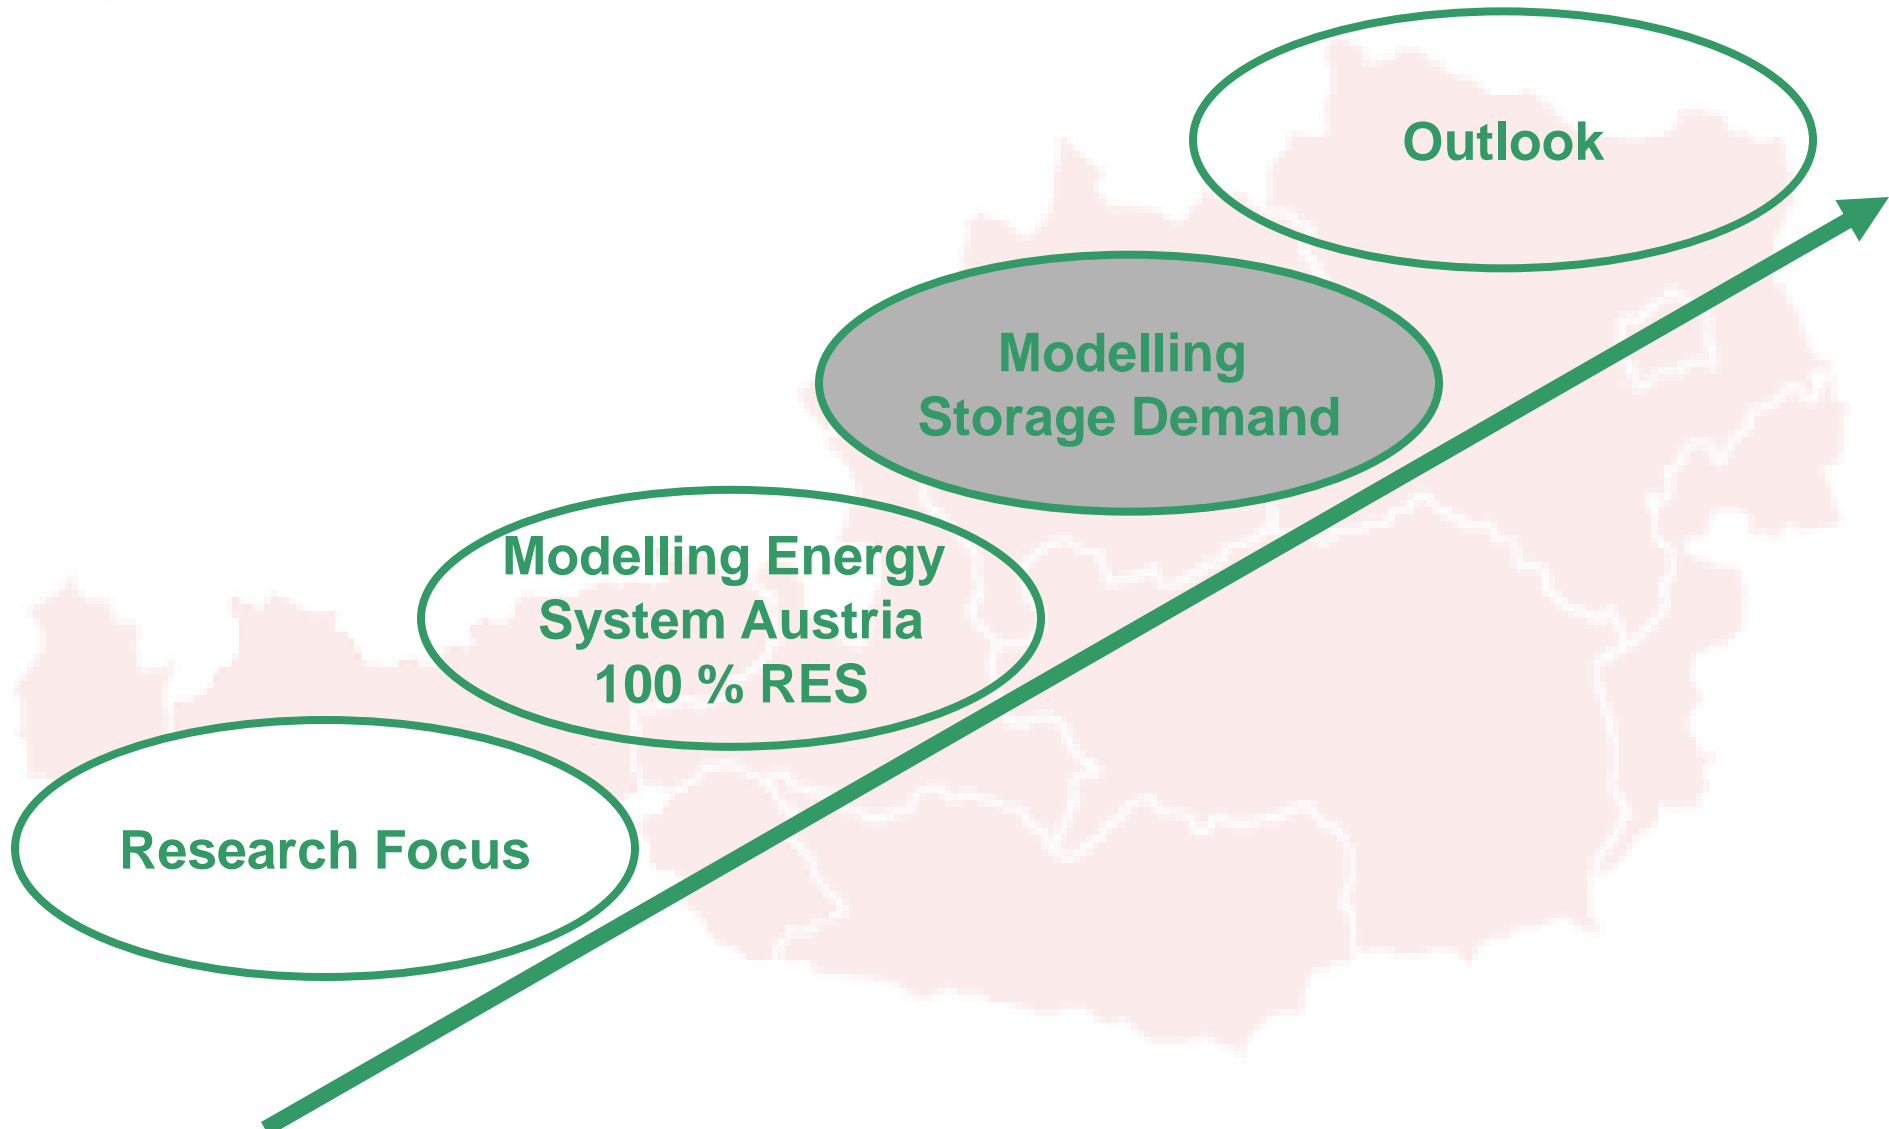 Outlook
Modelling
Storage Demand
Modelling Energy
System Austria
100 % RES
Research Focus